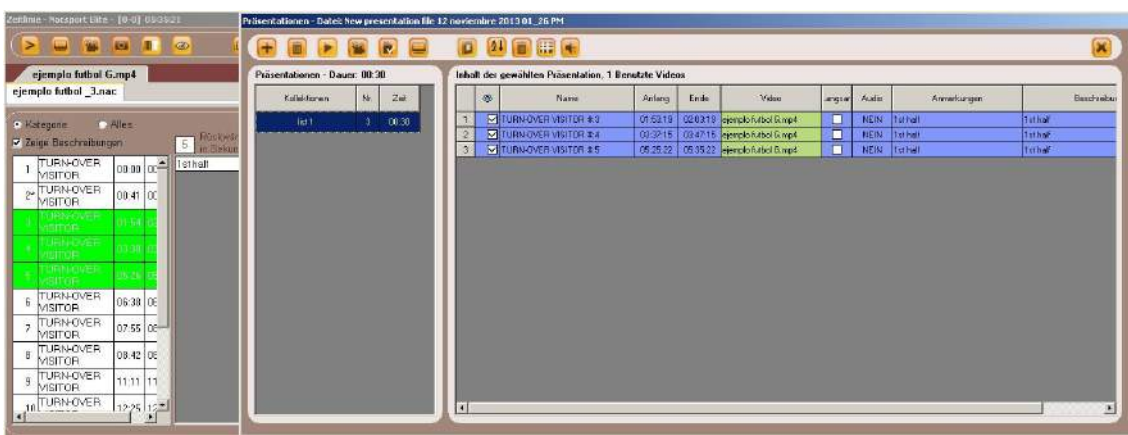 Zeitlinie - Nacsport Elite - [0-0]
Präsentationen - Datei: New presentation file 12 noviembre 2013 01_26 PM
ejemplo futbol G.mp4
ejemplo futbol _3.nac
Kategorie Alles
Zeige Beschreibungen
5
1st half
1 TURN-OVER VISITOR 00:00
2* TURN-OVER VISITOR 00:41
3 TURN-OVER VISITOR 01:54
4 TURN-OVER VISITOR
5 TURN-OVER VISITOR
6 TURN-OVER VISITOR 06:38
7 TURN-OVER VISITOR 07:55
8 TURN-OVER VISITOR 08:42
9 TURN-OVER VISITOR 11:11 11
10 TURN-OVER 12:25
Präsentationen - Dauer: 00:30
Kollektionen Nr. Zeit
list 1 3 00:30
Inhalt der gewählten Präsentation, 1 Benutzte Videos
Name Anfang Ende Video Audio Anmerkungen
1 TURN-OVER VISITOR # 3 01:53:19 02:03:19 ejemplo futbol G.mp4 NEIN 1st half 1st half
2 TURN-OVER VISITOR # 4 03:37:15 03:47:15 ejemplo futbol G.mp4 NEIN 1st half 1st half
3 TURN-OVER VISITOR # 5 05:25:22 05:35:22 ejemplo futbol G.mp4 NEIN 1st half 1st half